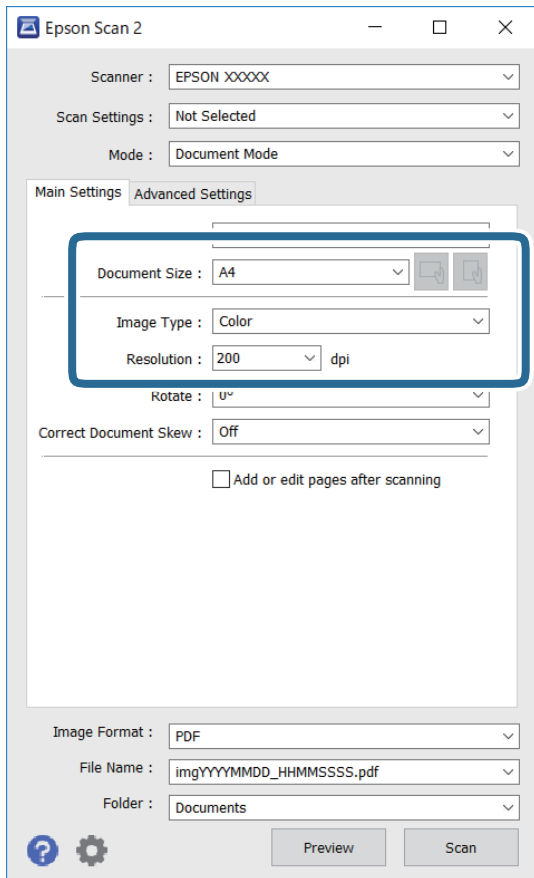 Epson Scan 2
Scanner : EPSON XXXXX
Scan Settings : Not Selected
Mode : Document Mode
Main Settings Advanced Settings
Document Size : A4
Image Type : Color
Resolution : 200 dpi
Rotate : 0º
Correct Document Skew : Off
Add or edit pages after scanning
Image Format : PDF
File Name : imgYYYYMMDD_HHMMSSSS.pdf
Folder : Documents
? Preview Scan